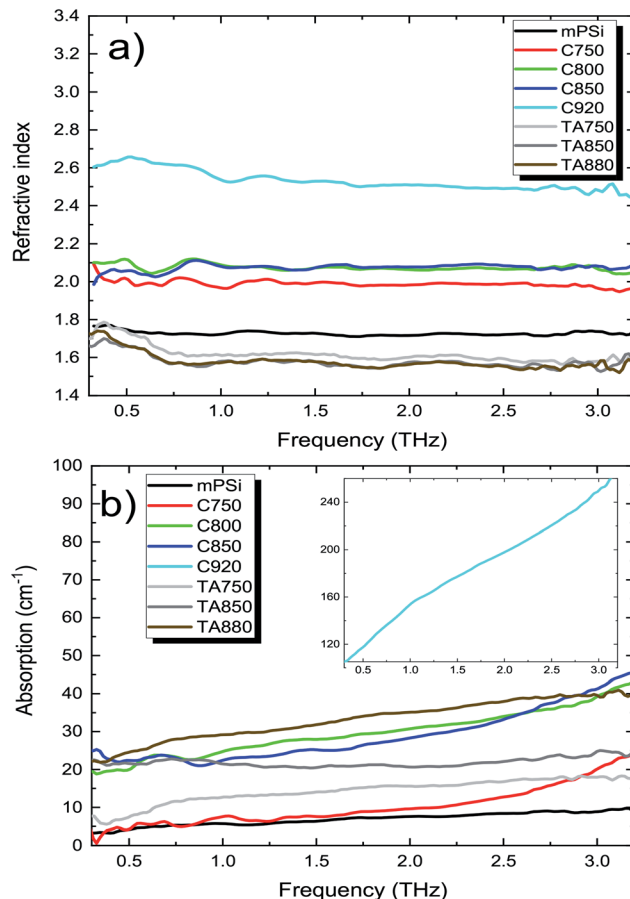 a)
3.4
3.2
3.0
2.8
2.6
2.4
2.2
2.0
1.8
1.6
1.4
Refractive index
mPSi
C750
C800
C850
C920
TA750
TA850
TA880
0.5 1.0 1.5 2.0 2.5 3.0
Frequency (THz)
b)
100
90
80
70
60
50
40
30
20
10
0
Absorption (cm⁻¹)
mPSi
C750
C800
C850
C920
TA750
TA850
TA880
240
200
160
120
0.5 1.0 1.5 2.0 2.5 3.0
0.5 1.0 1.5 2.0 2.5 3.0
Frequency (THz)